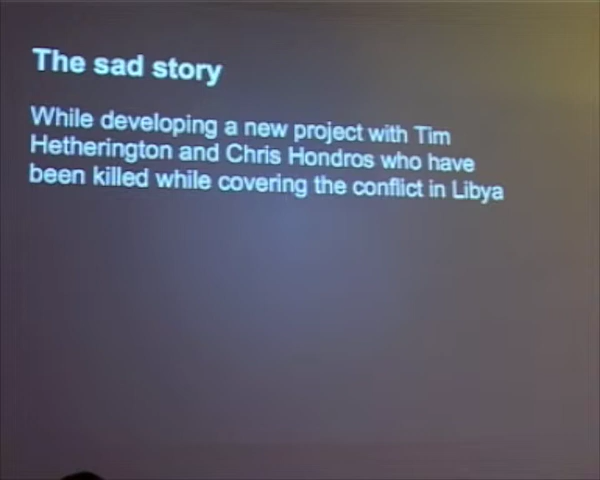 The sad story
While developing a new project with Tim
Hetherington and Chris Hondros who have
been killed while covering the conflict in Libya